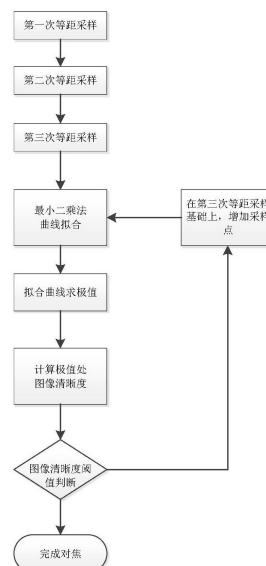 第一次等距采样
第二次等距采样
第三次等距采样
最小二乘法
曲线拟合
在第三次等距采样
基础上，增加采样
点
拟合曲线求极值
计算极值处
图像清晰度
图像清晰度阈
值判断
完成对焦